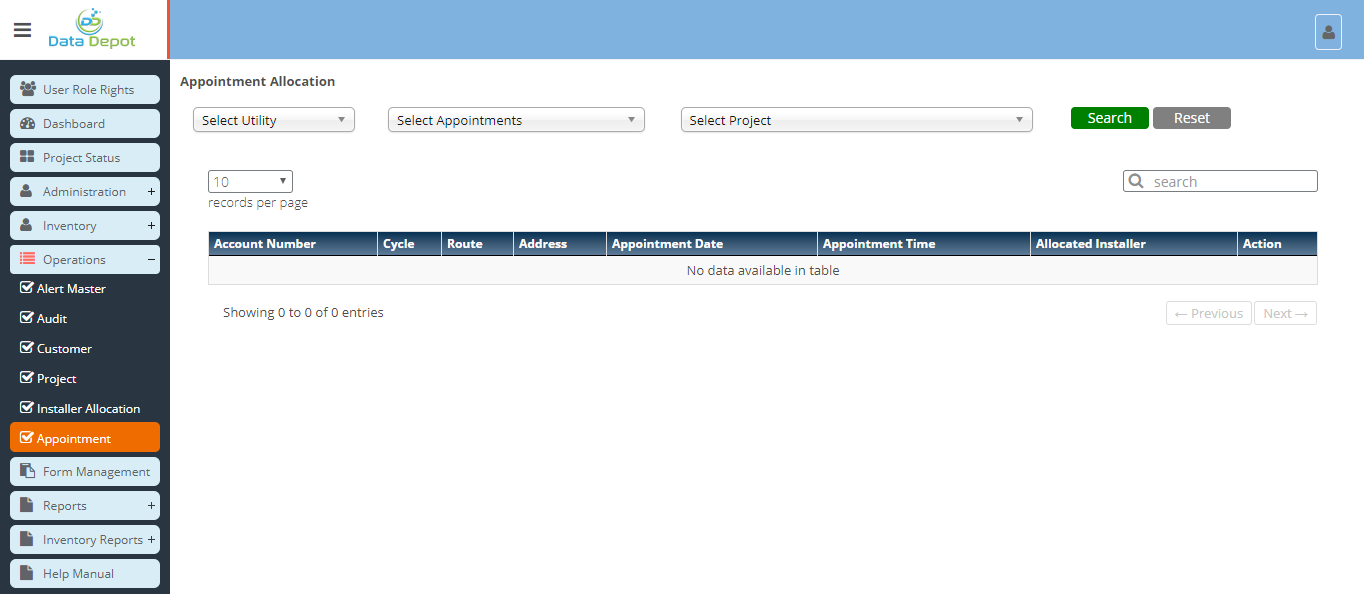 Data Depot
User Role Rights
Dashboard
Project Status
Administration +
Inventory +
Operations −
Alert Master
Audit
Customer
Project
Installer Allocation
Appointment
Form Management
Reports +
Inventory Reports +
Help Manual
Appointment Allocation
Select Utility Select Appointments Select Project Search Reset
10 search
records per page
Account Number Cycle Route Address Appointment Date Appointment Time Allocated Installer Action
No data available in table
Showing 0 to 0 of 0 entries ← Previous Next →